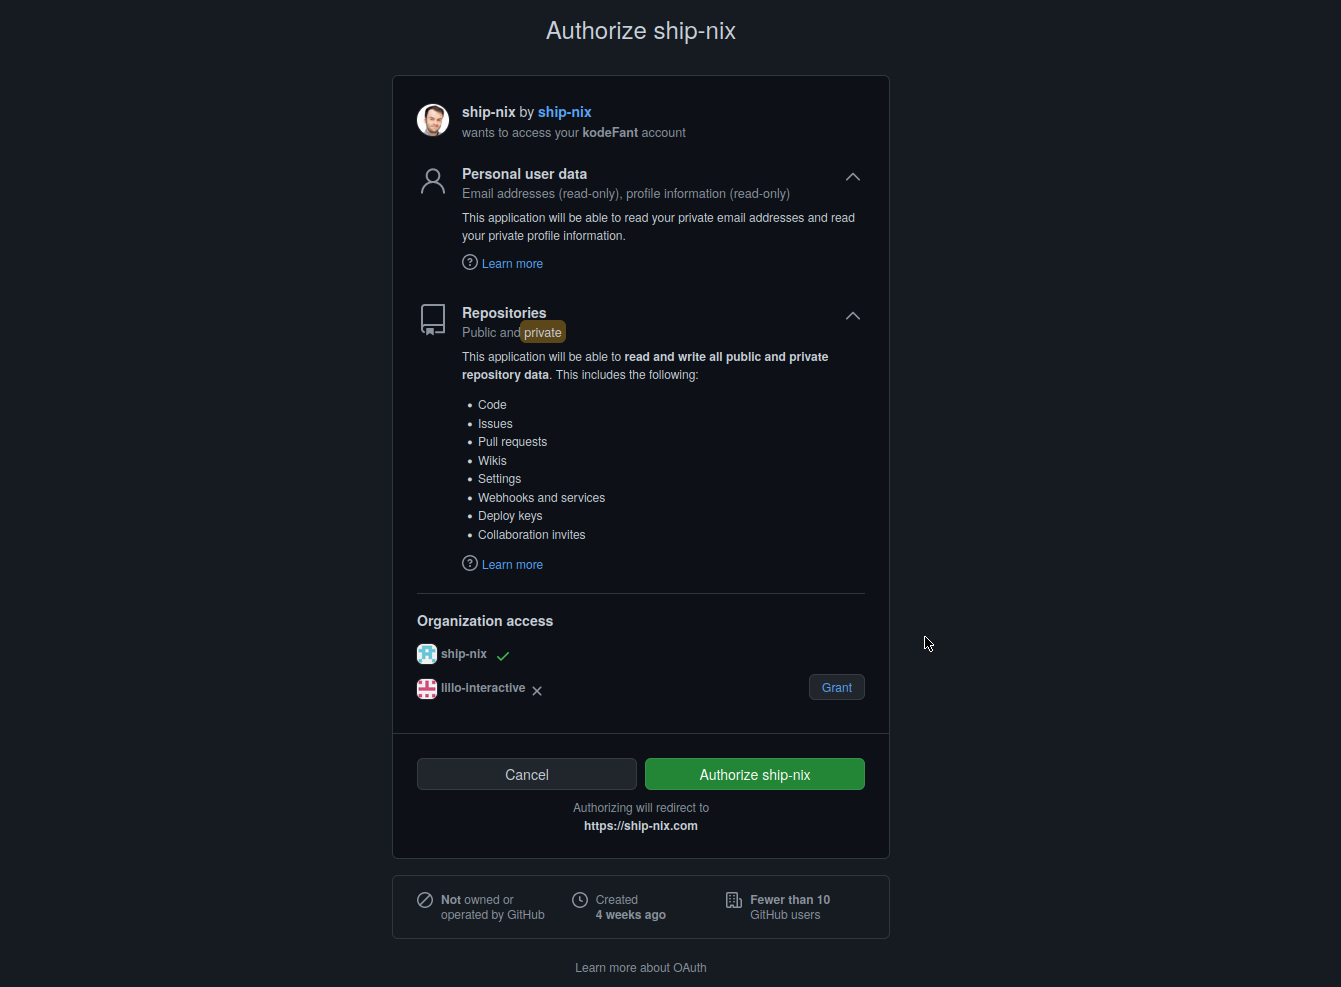 Authorize ship-nix
ship-nix by ship-nix
wants to access your kodeFant account
Personal user data
Email addresses (read-only), profile information (read-only)
This application will be able to read your private email addresses and read
your private profile information.
Learn more
Repositories
Public and private
This application will be able to read and write all public and private
repository data. This includes the following:
• Code
• Issues
• Pull requests
• Wikis
• Settings
• Webhooks and services
• Deploy keys
• Collaboration invites
Learn more
Organization access
ship-nix
lillo-interactive
Grant
Cancel
Authorize ship-nix
Authorizing will redirect to
https://ship-nix.com
Not owned or
operated by GitHub
Created
4 weeks ago
Fewer than 10
GitHub users
Learn more about OAuth